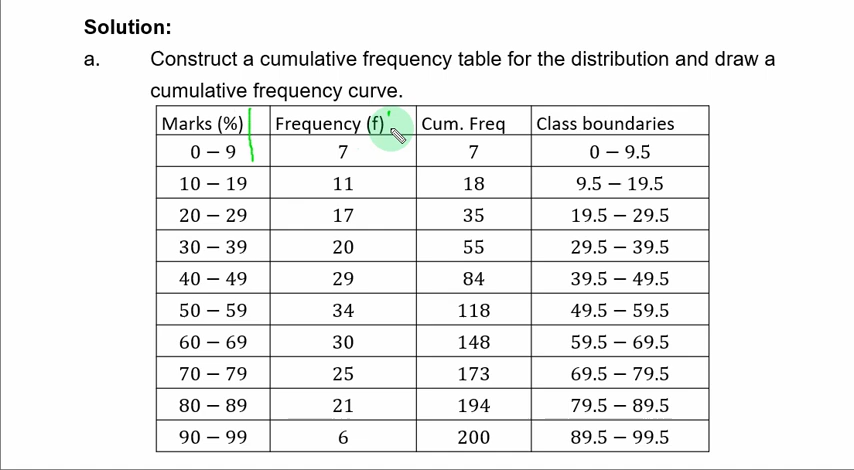 Solution:
a. Construct a cumulative frequency table for the distribution and draw a
cumulative frequency curve.
Marks (%) Frequency (f) Cum. Freq Class boundaries
0 – 9 7 7 0 – 9.5
10 – 19 11 18 9.5 – 19.5
20 – 29 17 35 19.5 – 29.5
30 – 39 20 55 29.5 – 39.5
40 – 49 29 84 39.5 – 49.5
50 – 59 34 118 49.5 – 59.5
60 – 69 30 148 59.5 – 69.5
70 – 79 25 173 69.5 – 79.5
80 – 89 21 194 79.5 – 89.5
90 – 99 6 200 89.5 – 99.5